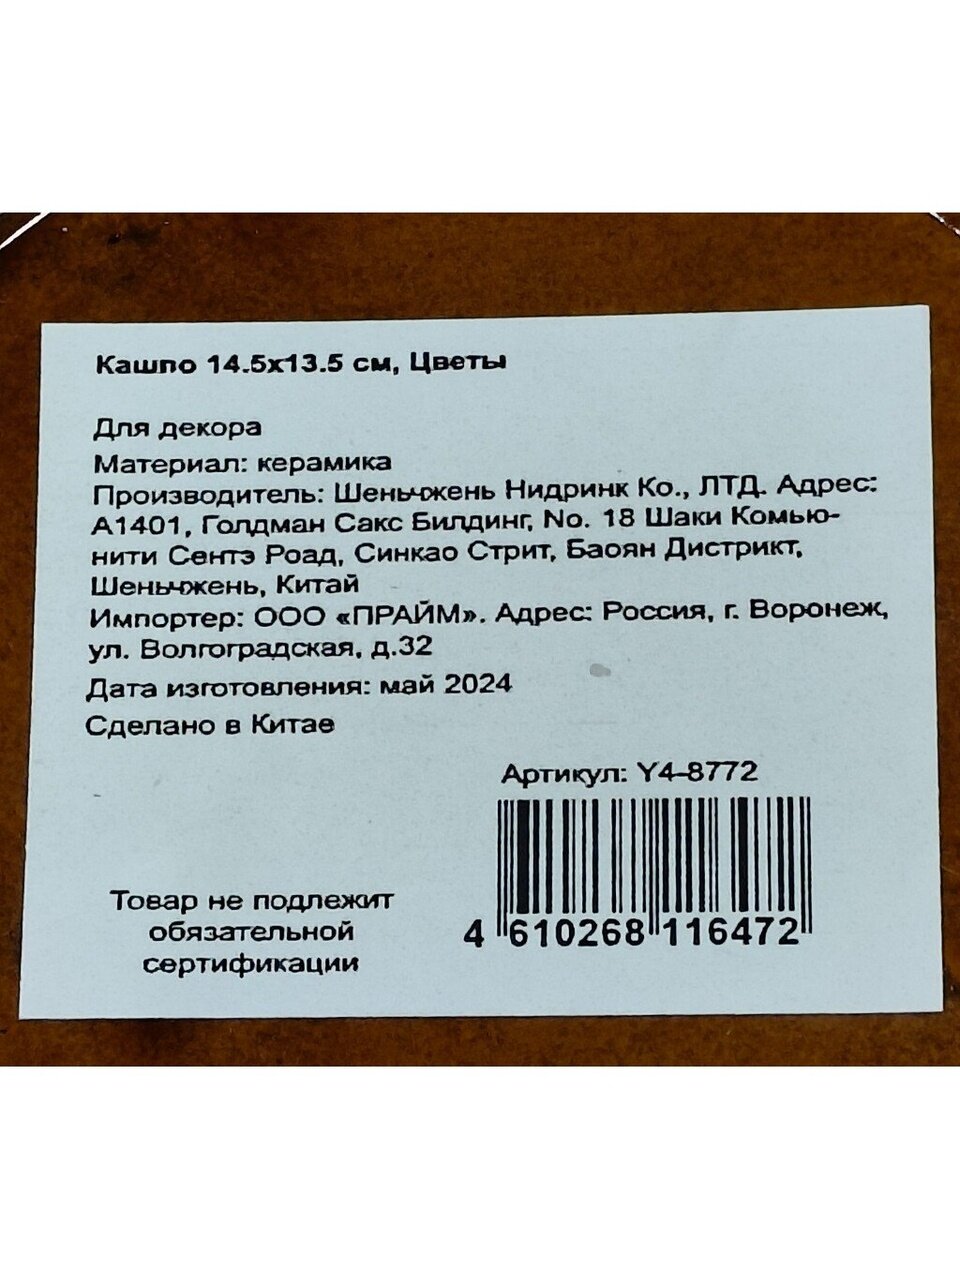 Кашпо 14.5х13.5 см, Цветы
Для декора
Материал: керамика
Производитель: Шеньчжень Нидринк Ко., ЛТД. Адрес:
А1401, Голдман Сакс Билдинг, No. 18 Шаки Комью-
нити Сентэ Роад, Синкао Стрит, Баоян Дистрикт,
Шеньчжень, Китай
Импортер: ООО «ПРАЙМ». Адрес: Россия, г. Воронеж,
ул. Волгоградская, д.32
Дата изготовления: май 2024
Сделано в Китае
Артикул: Y4-8772
4 610268 116472
Товар не подлежит
обязательной
сертификации